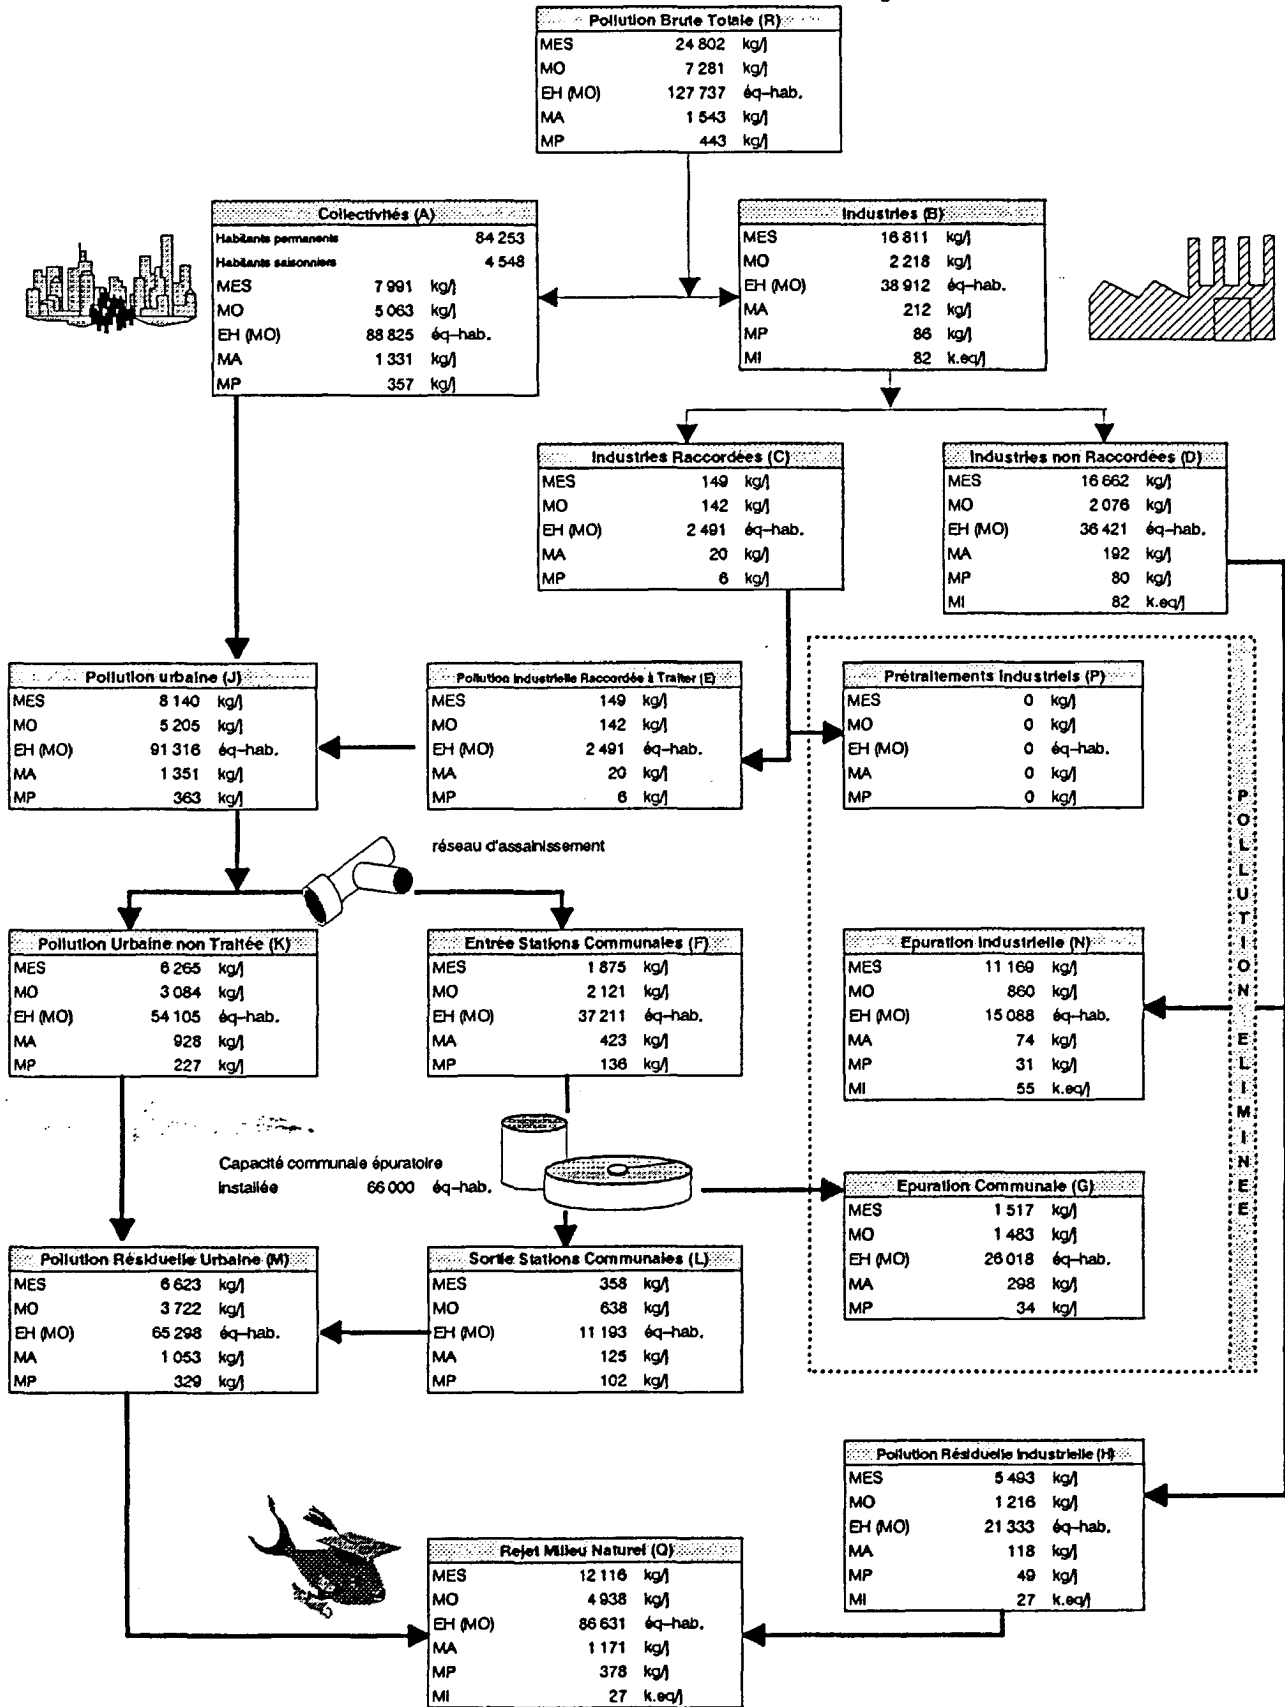 Pollution Brute Totale (R)
MES 24 802 kg/j
MO 7 281 kg/j
EH (MO) 127 737 éq-hab.
MA 1 543 kg/j
MP 443 kg/j
Collectivités (A)
Habitants permanents 84 253
Habitants saisonniers 4 548
MES 7 991 kg/j
MO 5 063 kg/j
EH (MO) 88 825 éq-hab.
MA 1 331 kg/j
MP 357 kg/j
Industries (B)
MES 16 811 kg/j
MO 2 218 kg/j
EH (MO) 38 912 éq-hab.
MA 212 kg/j
MP 86 kg/j
MI 82 k.eq/j
Industries Raccordées (C)
MES 149 kg/j
MO 142 kg/j
EH (MO) 2 491 éq-hab.
MA 20 kg/j
MP 6 kg/j
Industries non Raccordées (D)
MES 16 662 kg/j
MO 2 076 kg/j
EH (MO) 36 421 éq-hab.
MA 192 kg/j
MP 80 kg/j
MI 82 k.eq/j
Pollution urbaine (J)
MES 8 140 kg/j
MO 5 205 kg/j
EH (MO) 91 316 éq-hab.
MA 1 351 kg/j
MP 363 kg/j
Pollution Industrielle Raccordée à Traiter (E)
MES 149 kg/j
MO 142 kg/j
EH (MO) 2 491 éq-hab.
MA 20 kg/j
MP 6 kg/j
Prétraitements Industriels (P)
MES 0 kg/j
MO 0 kg/j
EH (MO) 0 éq-hab.
MA 0 kg/j
MP 0 kg/j
POLLUTION ELIMINEE
réseau d'assainissement
Pollution Urbaine non Traitée (K)
MES 6 265 kg/j
MO 3 084 kg/j
EH (MO) 54 105 éq-hab.
MA 928 kg/j
MP 227 kg/j
Entrée Stations Communales (F)
MES 1 875 kg/j
MO 2 121 kg/j
EH (MO) 37 211 éq-hab.
MA 423 kg/j
MP 136 kg/j
Epuration Industrielle (N)
MES 11 169 kg/j
MO 860 kg/j
EH (MO) 15 088 éq-hab.
MA 74 kg/j
MP 31 kg/j
MI 55 k.eq/j
Capacité communale épuratoire
installée 66 000 éq-hab.
Epuration Communale (G)
MES 1 517 kg/j
MO 1 483 kg/j
EH (MO) 26 018 éq-hab.
MA 298 kg/j
MP 34 kg/j
Pollution Résiduelle Urbaine (M)
MES 6 623 kg/j
MO 3 722 kg/j
EH (MO) 65 298 éq-hab.
MA 1 053 kg/j
MP 329 kg/j
Sortie Stations Communales (L)
MES 358 kg/j
MO 638 kg/j
EH (MO) 11 193 éq-hab.
MA 125 kg/j
MP 102 kg/j
Pollution Résiduelle Industrielle (H)
MES 5 493 kg/j
MO 1 216 kg/j
EH (MO) 21 333 éq-hab.
MA 118 kg/j
MP 49 kg/j
MI 27 k.eq/j
Rejet Milieu Naturel (Q)
MES 12 116 kg/j
MO 4 938 kg/j
EH (MO) 86 631 éq-hab.
MA 1 171 kg/j
MP 378 kg/j
MI 27 k.eq/j